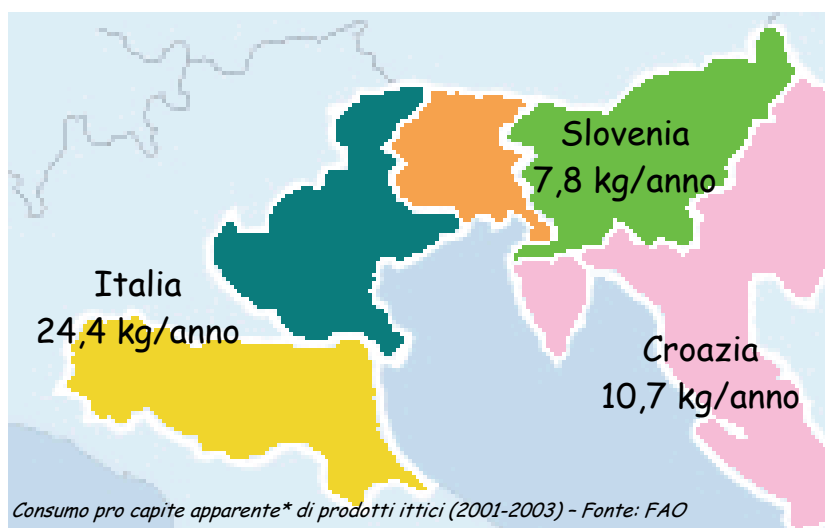 Slovenia
7,8 kg/anno
Italia
24,4 kg/anno
Croazia
10,7 kg/anno
Consumo pro capite apparente* di prodotti ittici (2001-2003) – Fonte: FAO